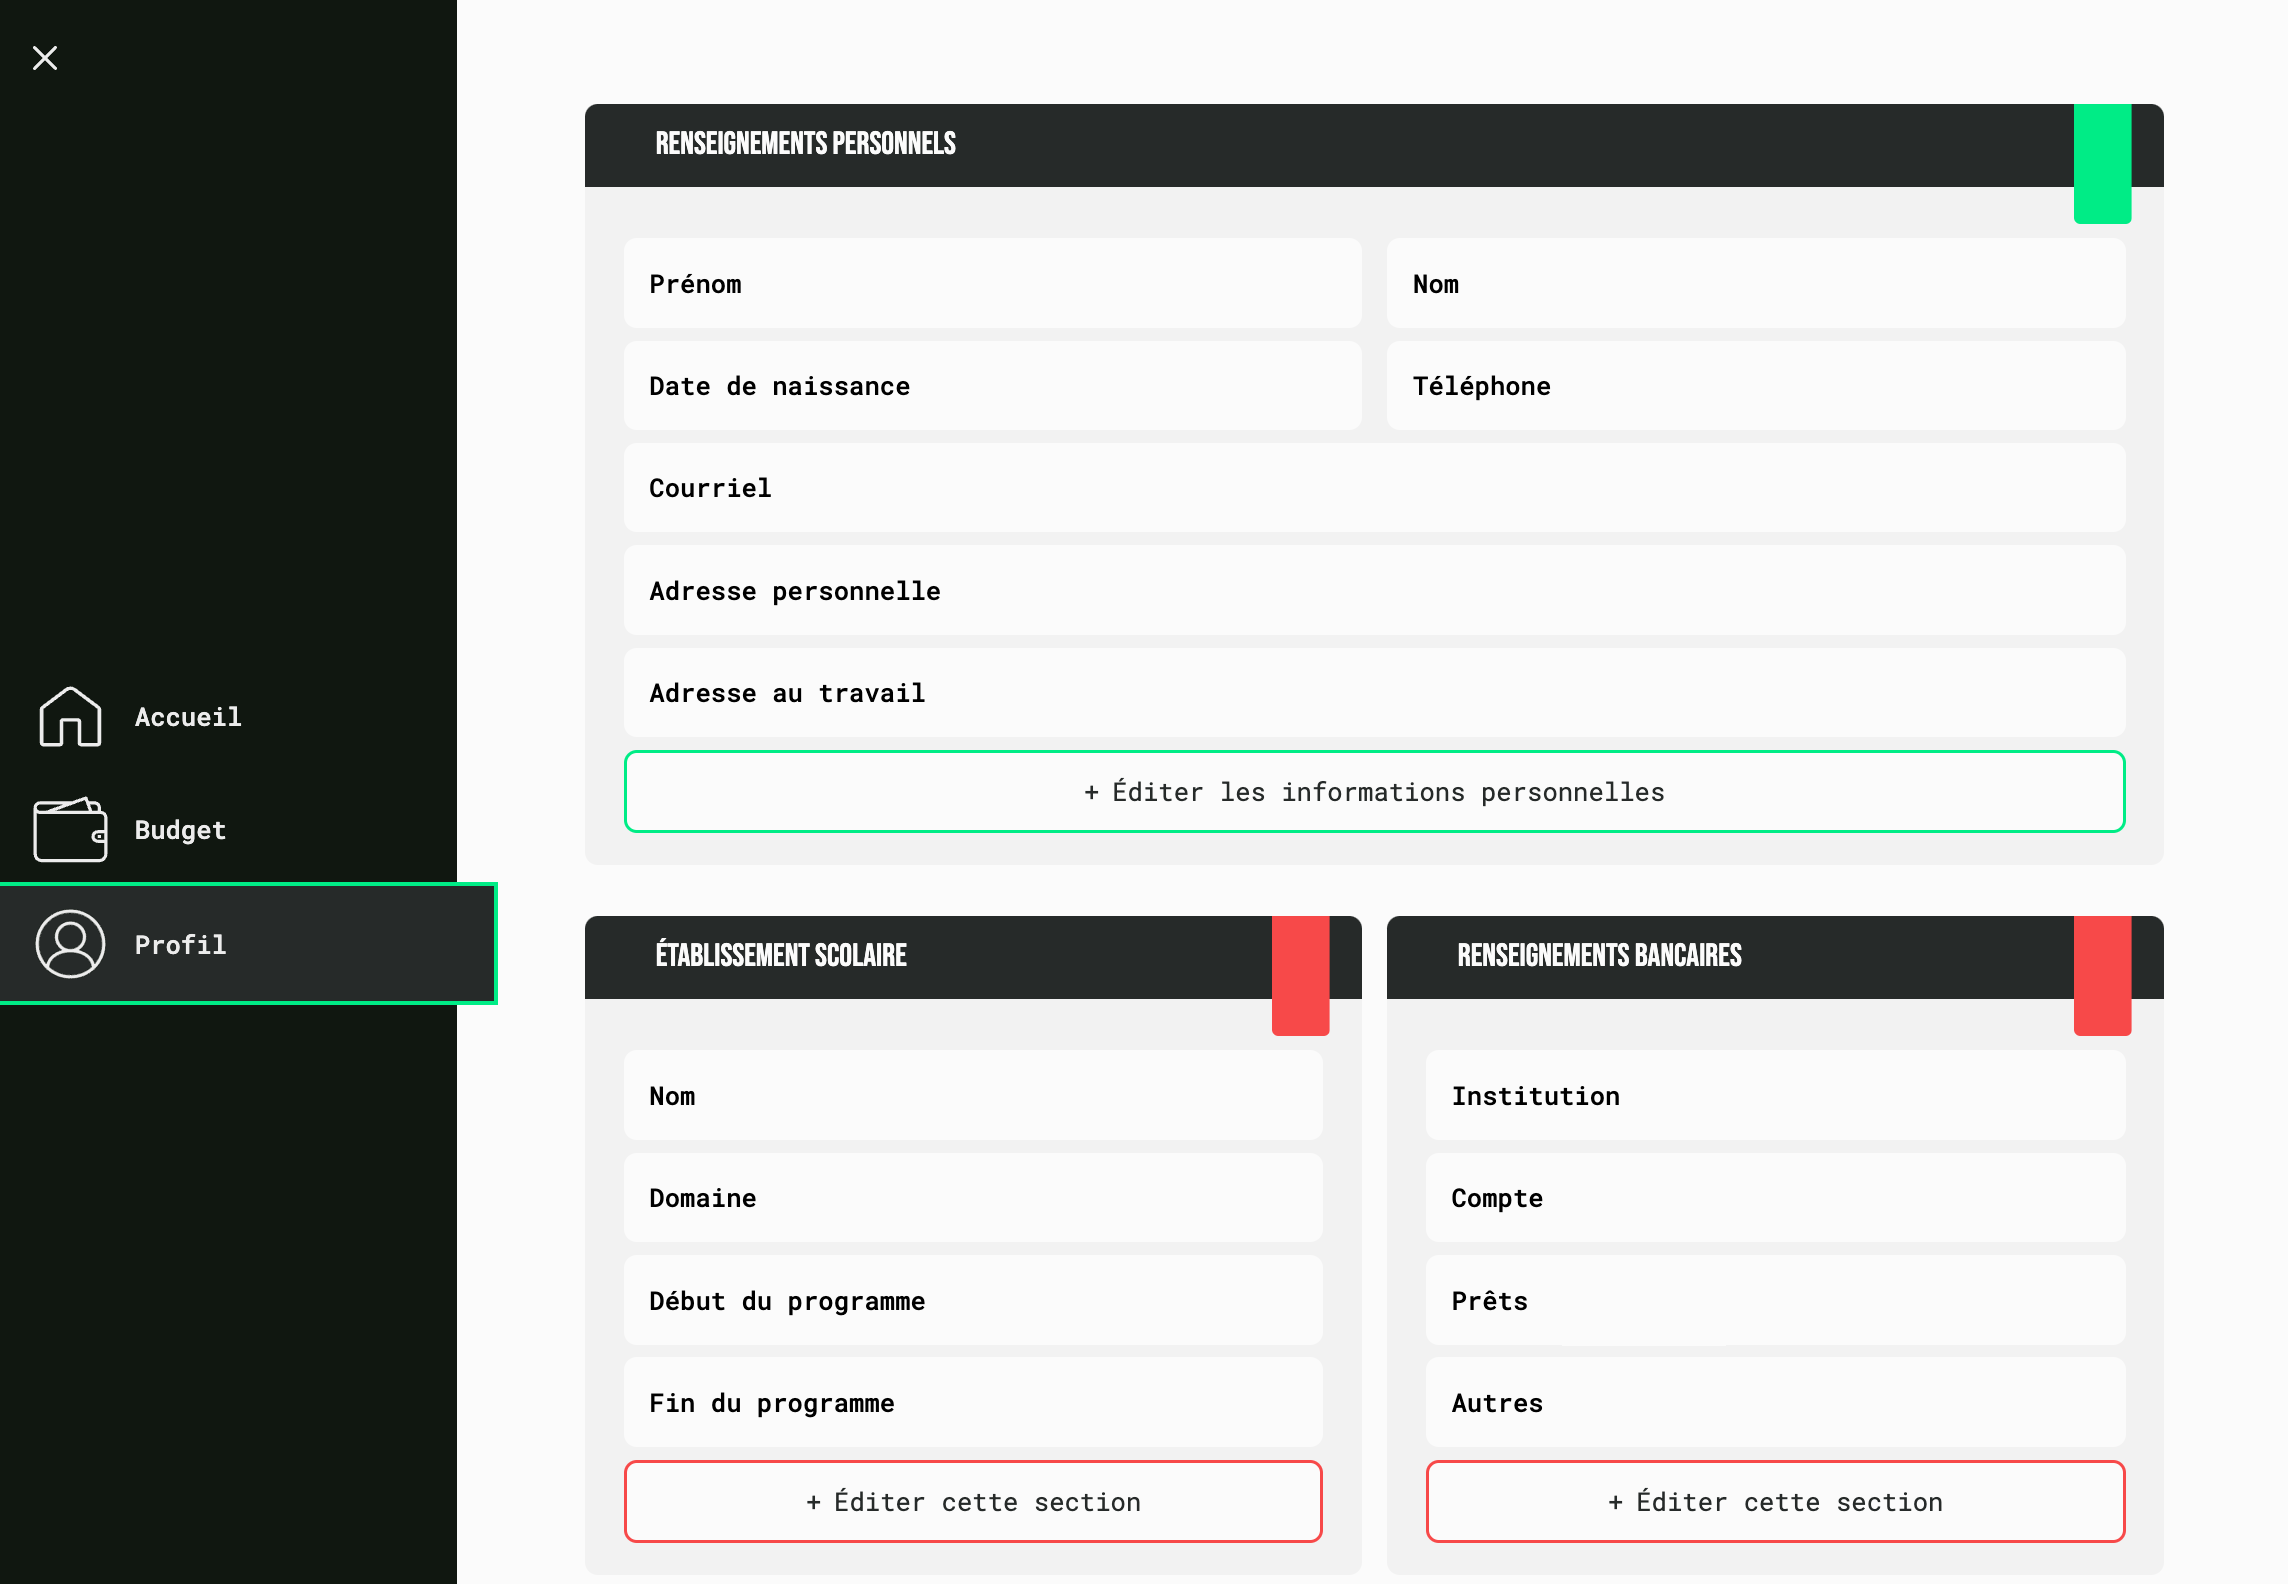 Accueil
Budget
Profil
RENSEIGNEMENTS PERSONNELS
Prénom
Nom
Date de naissance
Téléphone
Courriel
Adresse personnelle
Adresse au travail
+ Éditer les informations personnelles
ÉTABLISSEMENT SCOLAIRE
Nom
Domaine
Début du programme
Fin du programme
+ Éditer cette section
RENSEIGNEMENTS BANCAIRES
Institution
Compte
Prêts
Autres
+ Éditer cette section